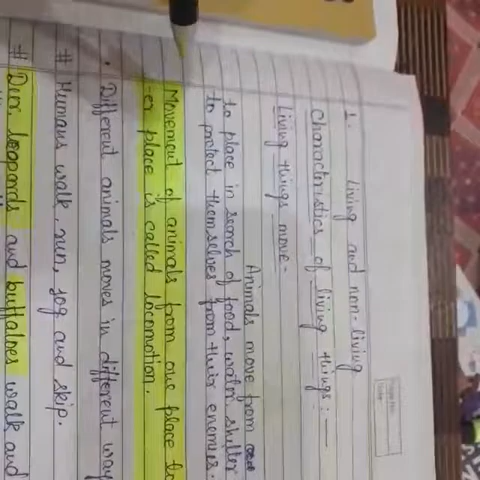 1. Living and non-living
Characteristics of living things:-
Living things move.
Animals move from
to place in search of food, water, shelter
to protect themselves from their enemies.
Movement of animals from one place to
-er place is called locomotion.
• Different animals moves in different way
# Humans walk, run, jog and skip.
# Deer, leopards and buffaloes walk and